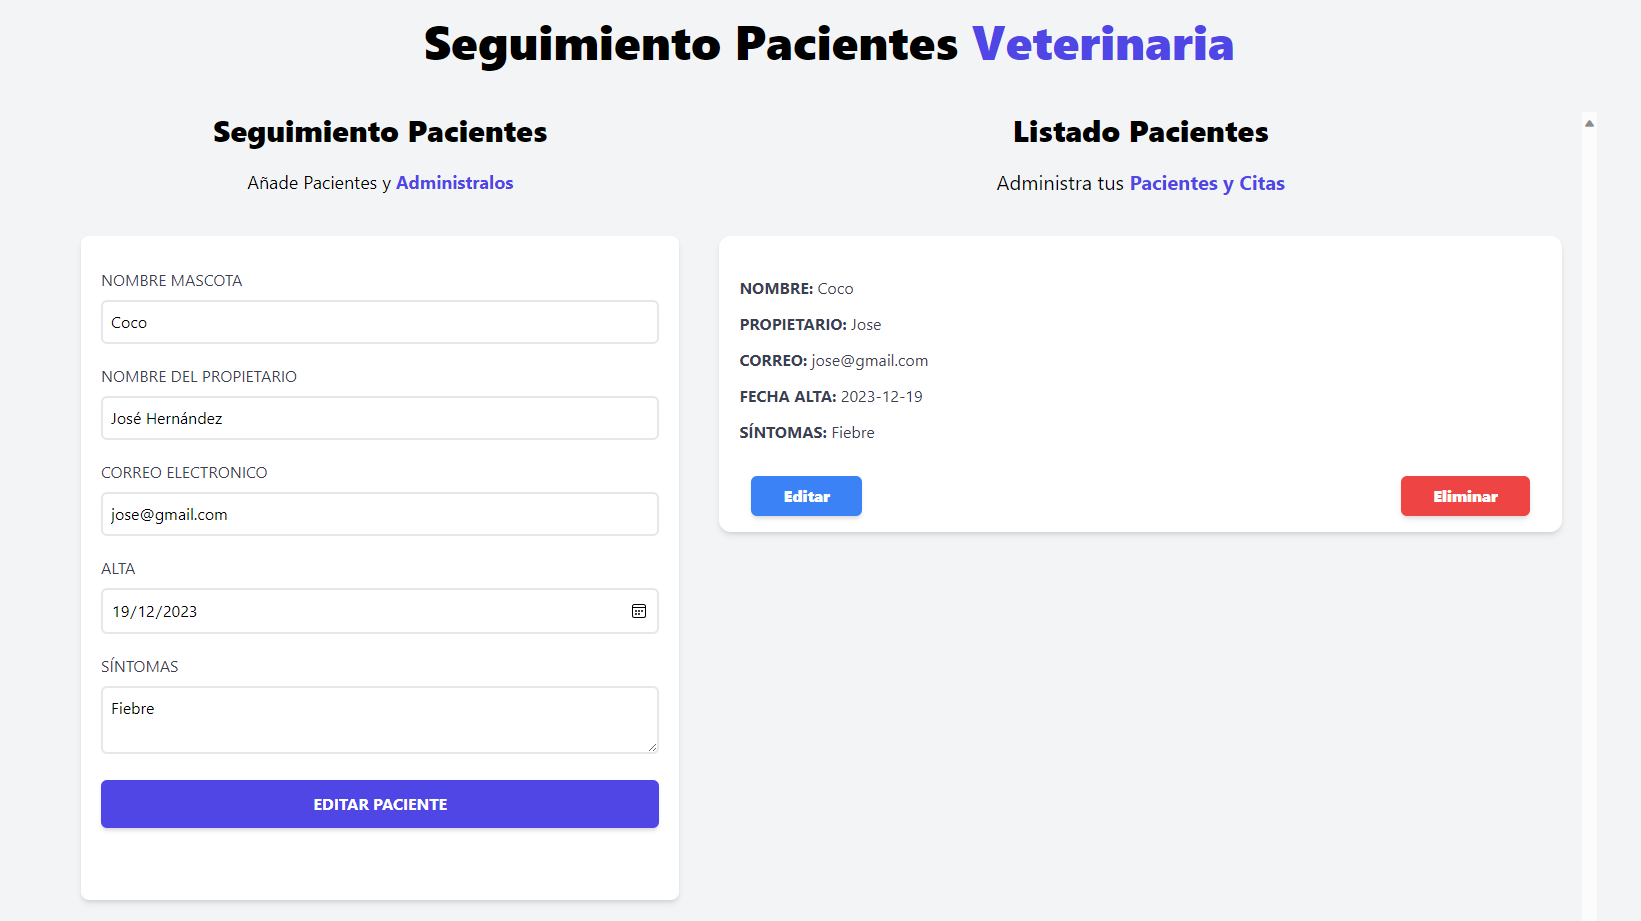 Seguimiento Pacientes Veterinaria
Seguimiento Pacientes
Añade Pacientes y Administralos
NOMBRE MASCOTA
Coco
NOMBRE DEL PROPIETARIO
José Hernández
CORREO ELECTRONICO
jose@gmail.com
ALTA
19/12/2023
SÍNTOMAS
Fiebre
EDITAR PACIENTE
Listado Pacientes
Administra tus Pacientes y Citas
NOMBRE: Coco
PROPIETARIO: Jose
CORREO: jose@gmail.com
FECHA ALTA: 2023-12-19
SÍNTOMAS: Fiebre
Editar
Eliminar